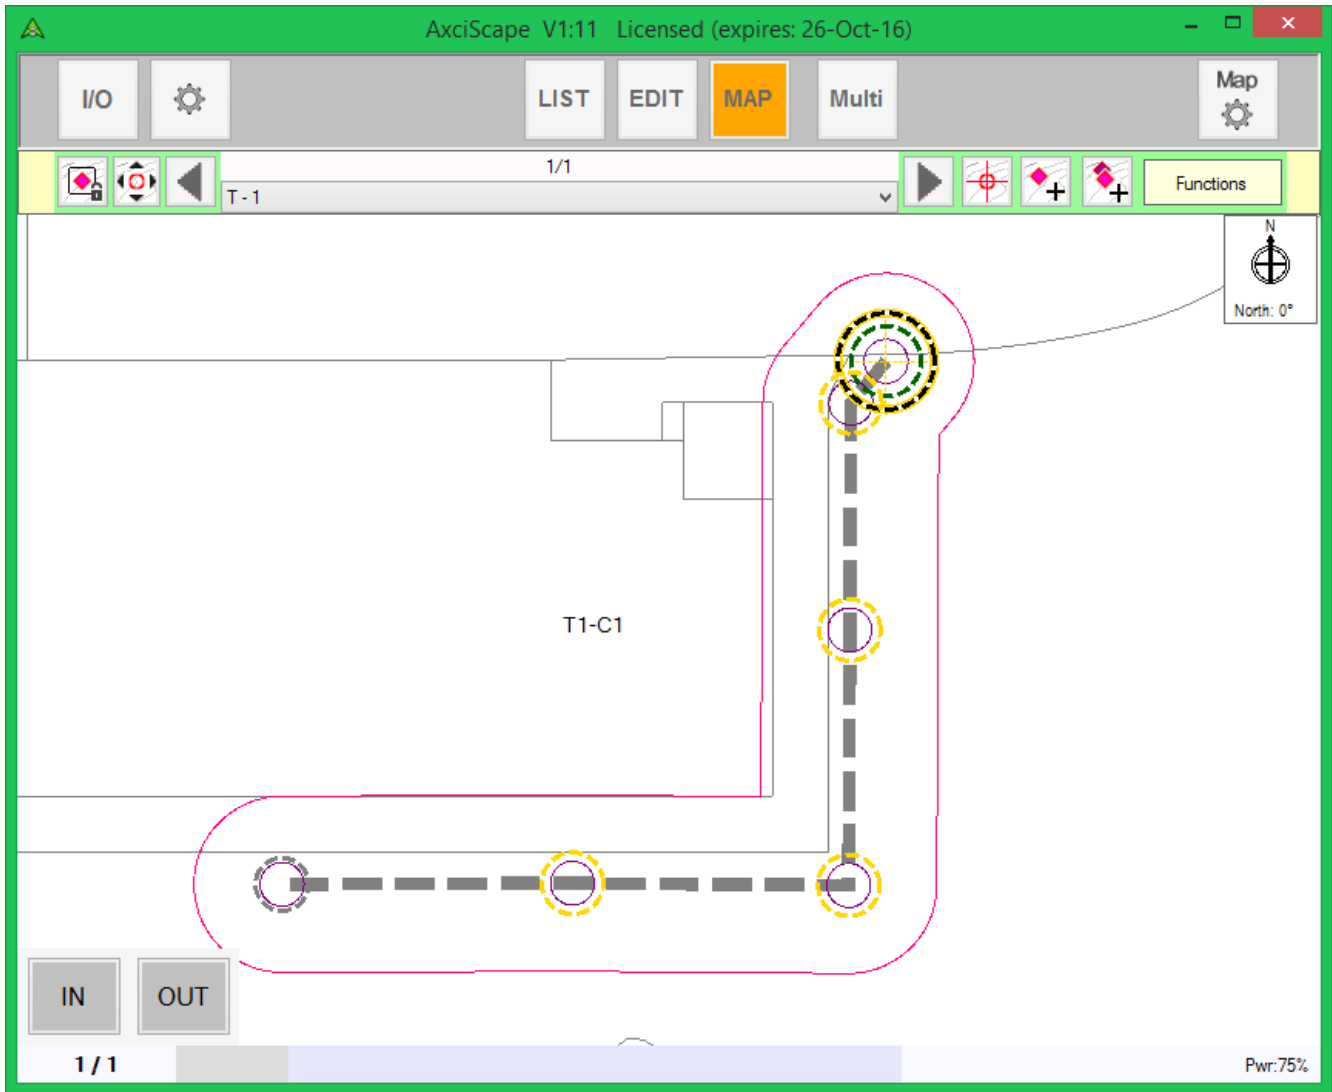 AxciScape V1:11 Licensed (expires: 26-Oct-16)
I/O LIST EDIT MAP Multi Map
1/1
T - 1
Functions
N
North: 0°
T1-C1
IN OUT
1 / 1 Pwr:75%